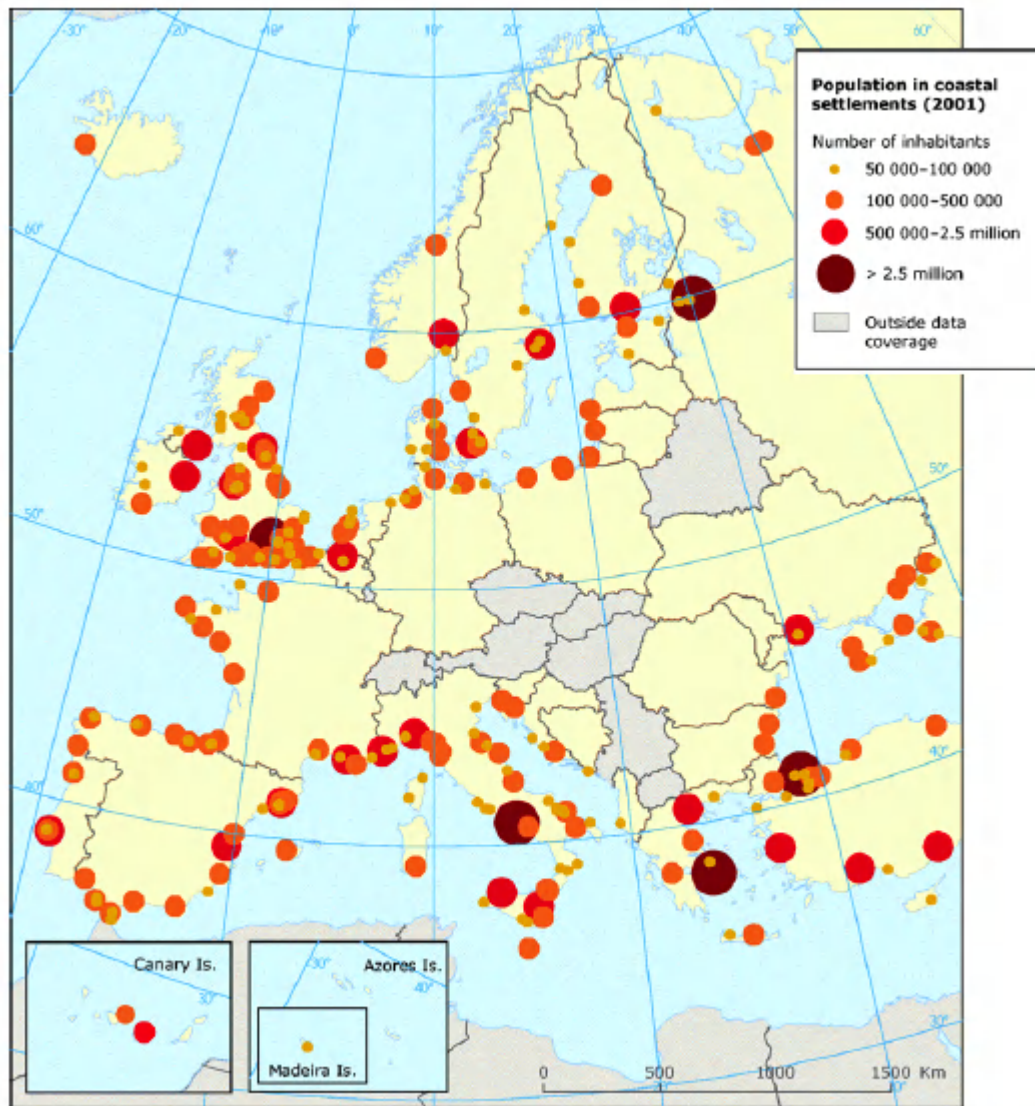 -30°
-20°
-10°
0°
10°
20°
30°
40°
50°
60°
Population in coastal
settlements (2001)
Number of inhabitants
50 000–100 000
100 000–500 000
500 000–2.5 million
> 2.5 million
Outside data
coverage
60°
50°
50°
40°
40°
Canary Is.
30°
Azores Is.
-30°
40°
Madeira Is.
30°
0
500
1000
1500 Km